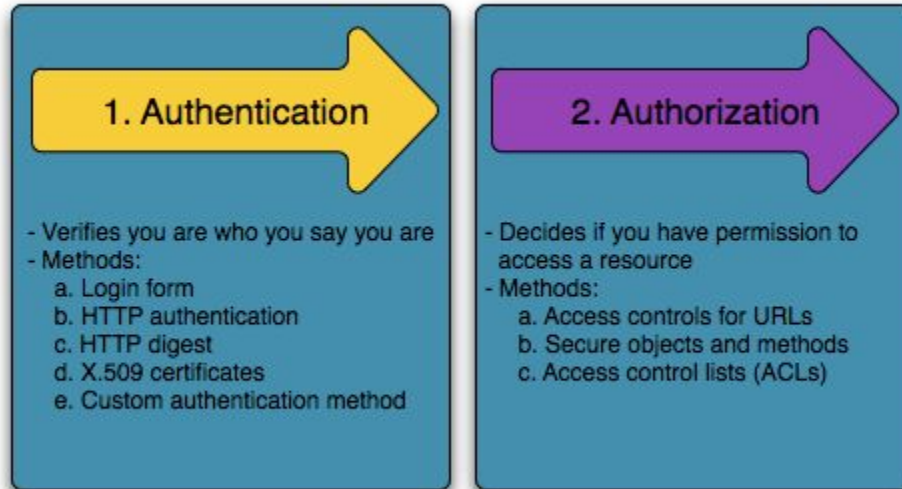 1. Authentication
- Verifies you are who you say you are
- Methods:
a. Login form
b. HTTP authentication
c. HTTP digest
d. X.509 certificates
e. Custom authentication method
2. Authorization
- Decides if you have permission to
access a resource
- Methods:
a. Access controls for URLs
b. Secure objects and methods
c. Access control lists (ACLs)